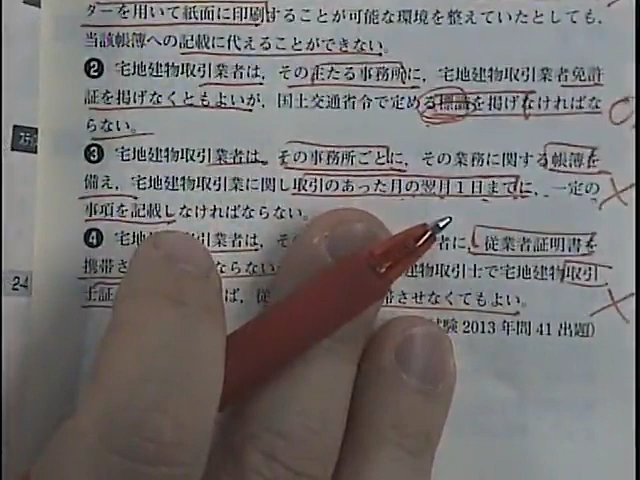 ターを用いて紙面に印刷することが可能な環境を整えていたとしても,
当該帳簿への記載に代えることができない。
❷ 宅地建物取引業者は,その主たる事務所に,宅地建物取引業者免許
証を掲げなくともよいが,国土交通省令で定める標識を掲げなければな
らない。
❸ 宅地建物取引業者は,その事務所ごとに,その業務に関する帳簿を
備え,宅地建物取引業に関し取引のあった月の翌月1日までに,一定の
事項を記載しなければならない。
❹ 宅地建物取引業者は,そ 者に,従業者証明書を
携帯さ ならない 建物取引士で宅地建物取引
士証 ば,従 帯させなくてもよい。
試験 2013 年問 41 出題)
2-4